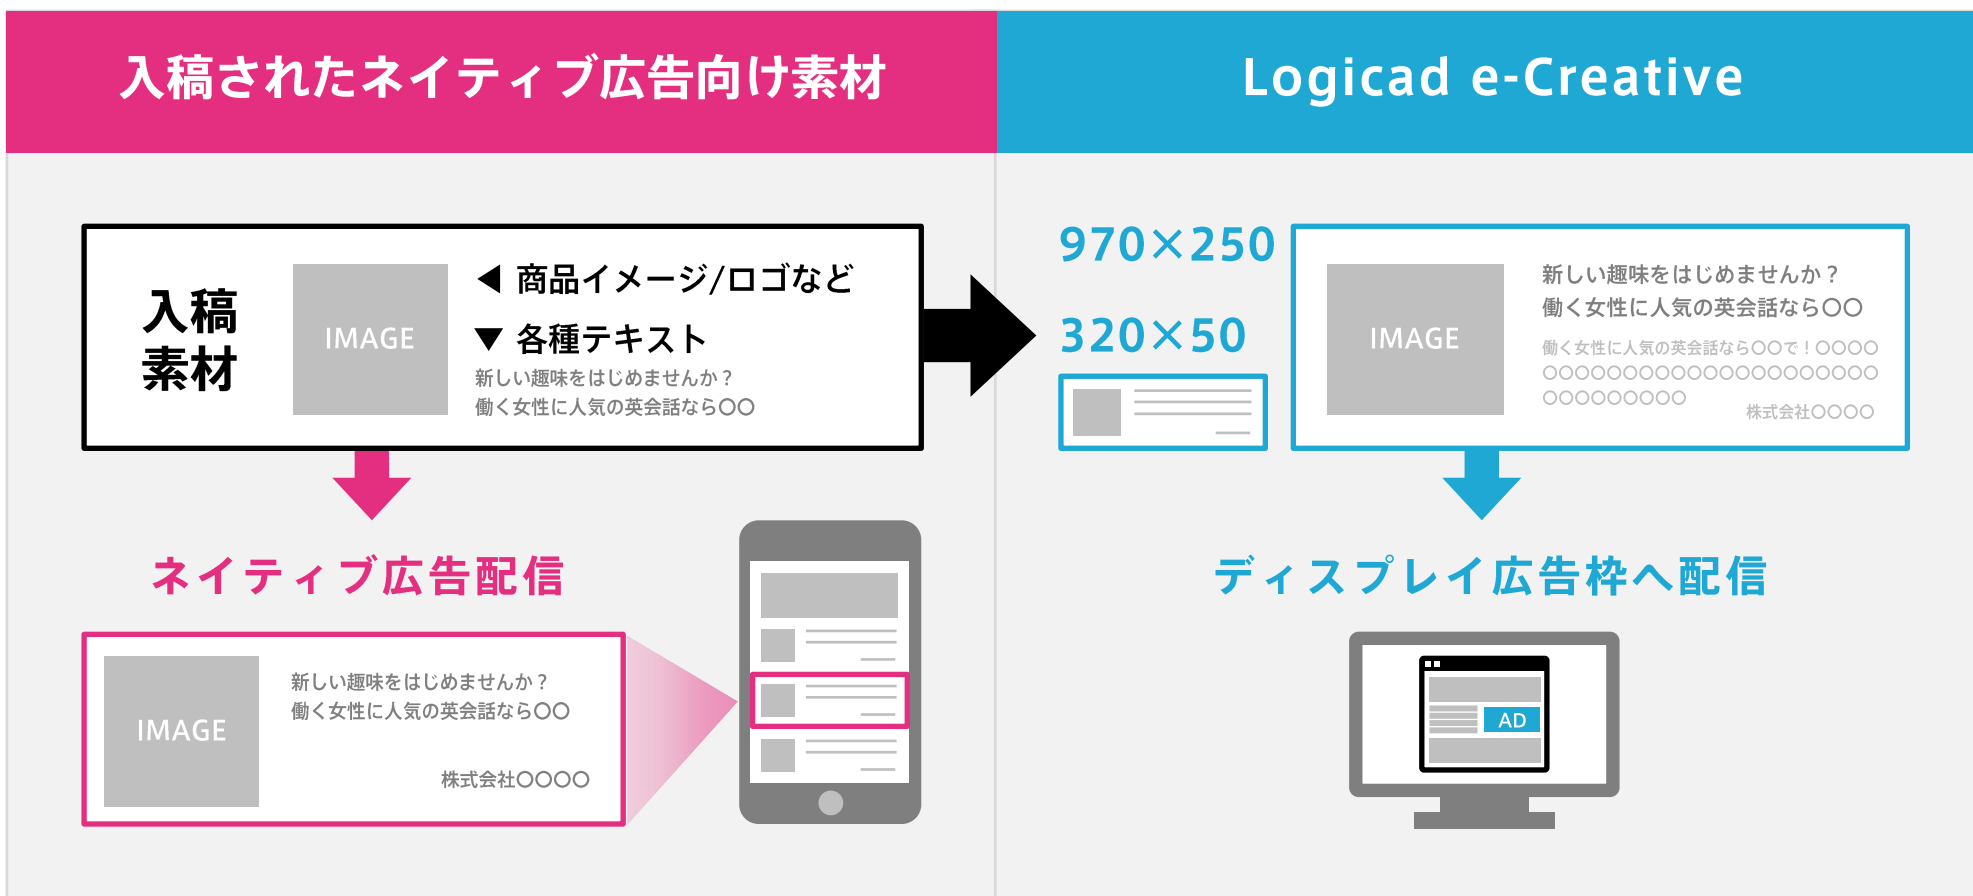 入稿されたネイティブ広告向け素材
Logicad e-Creative
入稿
素材
IMAGE
◀ 商品イメージ/ロゴなど
▼ 各種テキスト
新しい趣味をはじめませんか？
働く女性に人気の英会話なら〇〇
970×250
320×50
IMAGE
新しい趣味をはじめませんか？
働く女性に人気の英会話なら〇〇
働く女性に人気の英会話なら〇〇で！〇〇〇〇
〇〇〇〇〇〇〇〇〇〇〇〇〇〇〇〇〇〇〇〇〇
〇〇〇〇〇〇〇〇〇
株式会社〇〇〇〇
ネイティブ広告配信
IMAGE
新しい趣味をはじめませんか？
働く女性に人気の英会話なら〇〇
株式会社〇〇〇〇
ディスプレイ広告枠へ配信
AD